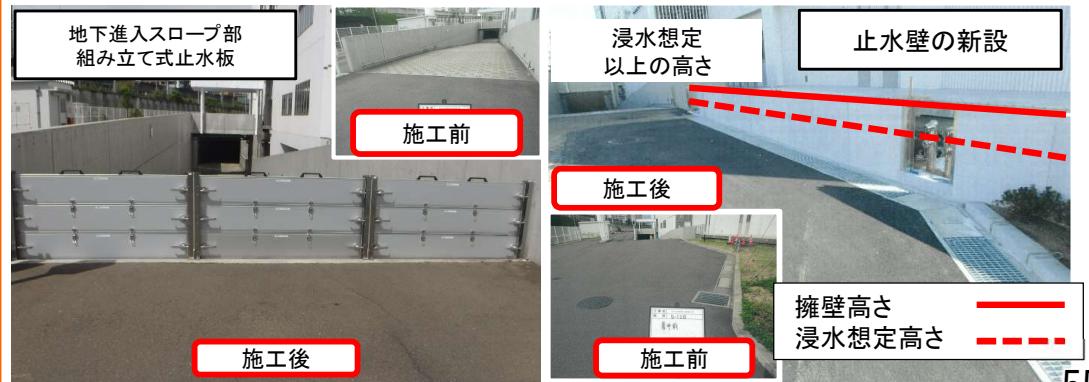 地下進入スロープ部
組み立て式止水板
施工前
施工後
浸水想定
以上の高さ
止水壁の新設
施工後
施工前
擁壁高さ
浸水想定高さ